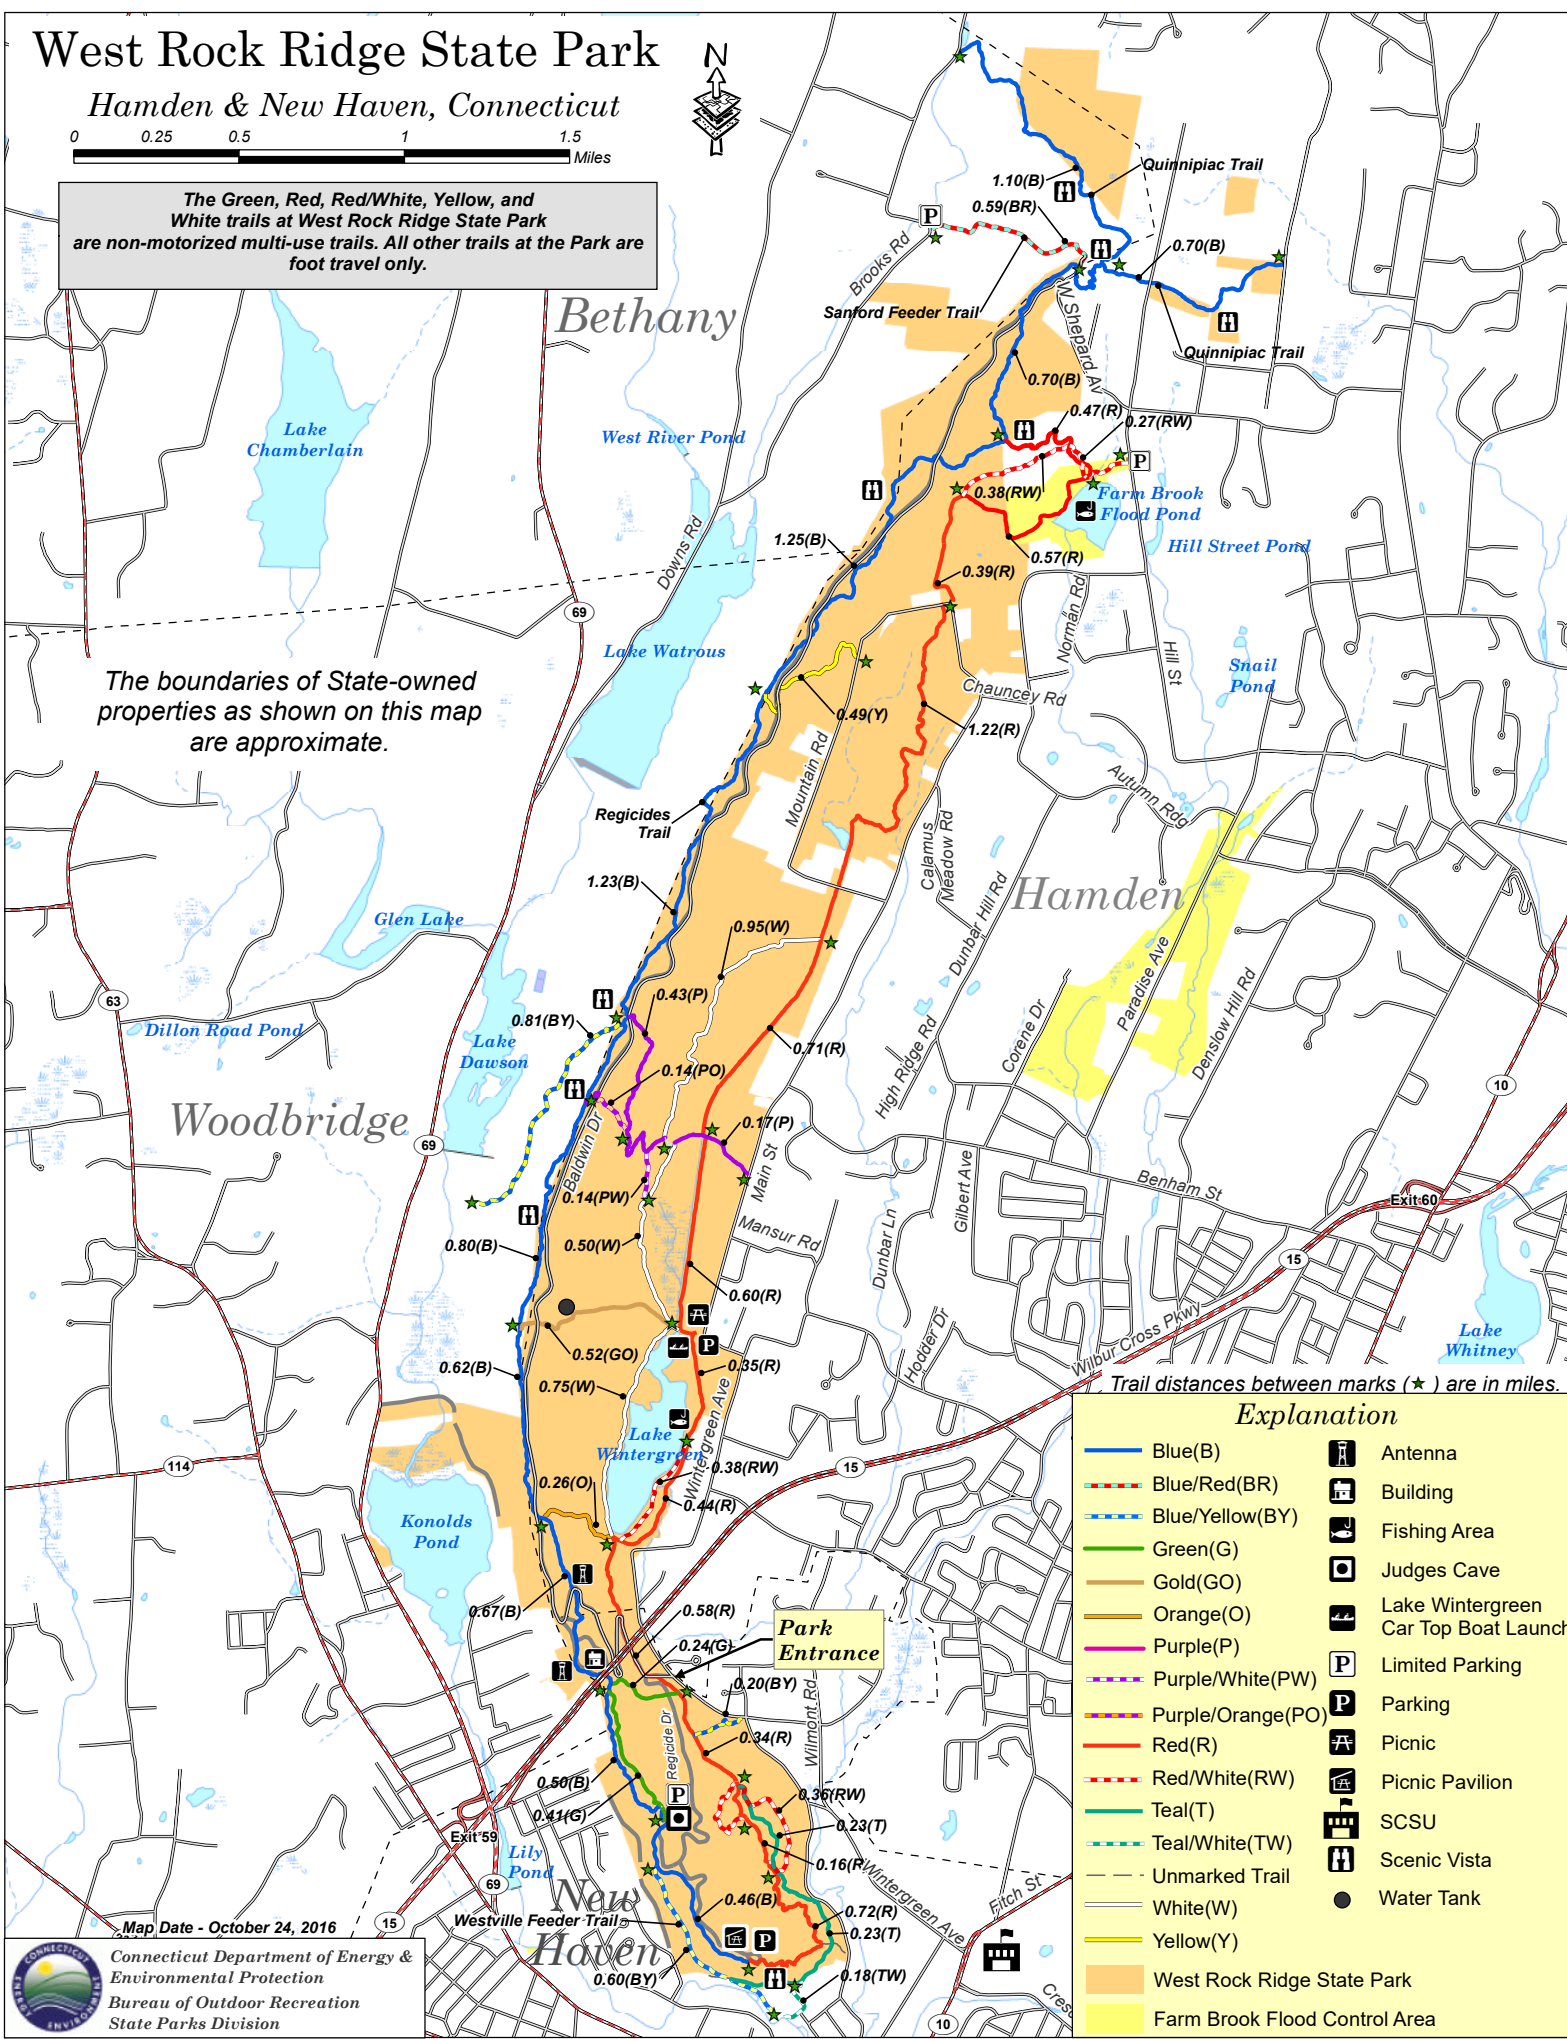 West Rock Ridge State Park
Hamden & New Haven, Connecticut
0 0.25 0.5 1 1.5
Miles
N
The Green, Red, Red/White, Yellow, and
White trails at West Rock Ridge State Park
are non-motorized multi-use trails. All other trails at the Park are
foot travel only.
Quinnipiac Trail
1.10(B)
0.59(BR)
P
0.70(B)
Brooks Rd
Bethany
Sanford Feeder Trail
W Shepard Av
Quinnipiac Trail
0.70(B)
0.47(R)
0.27(RW)
Lake
Chamberlain
West River Pond
P
0.38(RW)
Farm Brook
Flood Pond
Downs Rd
1.25(B)
Hill Street Pond
0.57(R)
0.39(R)
69
Norman Rd
Hill St
Lake Watrous
Snail
Pond
The boundaries of State-owned
properties as shown on this map
are approximate.
Chauncey Rd
0.49(Y)
1.22(R)
Mountain Rd
Autumn Rdg
Regicides
Trail
Calamus
Meadow Rd
1.23(B)
Dunbar Hill Rd
Hamden
Glen Lake
0.95(W)
Paradise Ave
Denslow Hill Rd
63
0.43(P)
0.81(BY)
Dillon Road Pond
Lake
Dawson
0.71(R)
High Ridge Rd
Corene Dr
0.14(PO)
10
Woodbridge
69
Baldwin Dr
0.17(P)
Main St
0.14(PW)
Gilbert Ave
Benham St
Exit 60
Mansur Rd
0.50(W)
0.80(B)
Dunbar Ln
15
0.60(R)
Hodder Dr
Wilbur Cross Pkwy
Lake
Whitney
P
0.52(GO)
0.62(B)
0.35(R)
0.75(W)
Wintergreen Ave
Trail distances between marks ( ) are in miles.
Lake
Wintergreen
114
15
0.38(RW)
0.26(O)
0.44(R)
Konolds
Pond
0.67(B)
0.58(R)
Park
Entrance
0.24(G)
0.20(BY)
Wilmont Rd
Regicide Dr
0.34(R)
0.50(B)
P
0.36(RW)
0.41(G)
0.23(T)
Exit 59
Lily
Pond
0.16(R
69
New
Haven
Wintergreen Ave
Fitch St
0.46(B)
Westville Feeder Trail
0.72(R)
15
P
0.23(T)
0.60(BY)
0.18(TW)
10
Cresc
Explanation
Blue(B)
Blue/Red(BR)
Blue/Yellow(BY)
Green(G)
Gold(GO)
Orange(O)
Purple(P)
Purple/White(PW)
Purple/Orange(PO)
Red(R)
Red/White(RW)
Teal(T)
Teal/White(TW)
Unmarked Trail
White(W)
Yellow(Y)
West Rock Ridge State Park
Farm Brook Flood Control Area
Antenna
Building
Fishing Area
Judges Cave
Lake Wintergreen
Car Top Boat Launch
P Limited Parking
P Parking
Picnic
Picnic Pavilion
SCSU
Scenic Vista
Water Tank
Map Date - October 24, 2016
Connecticut Department of Energy &
Environmental Protection
Bureau of Outdoor Recreation
State Parks Division